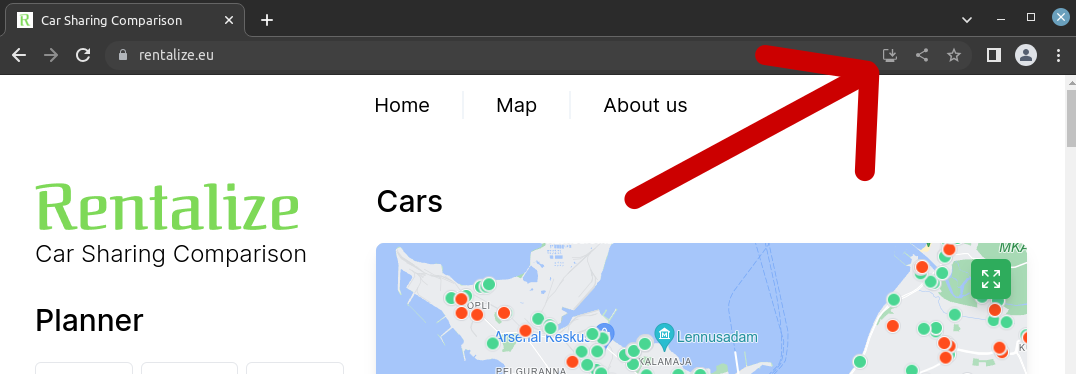 R Car Sharing Comparison
rentalize.eu
Home Map About us
Rentalize
Car Sharing Comparison
Planner
Cars
OPLI
Arsenal Keskus
Lennusadam
KALAMAJA
PELGURANNA
MKA